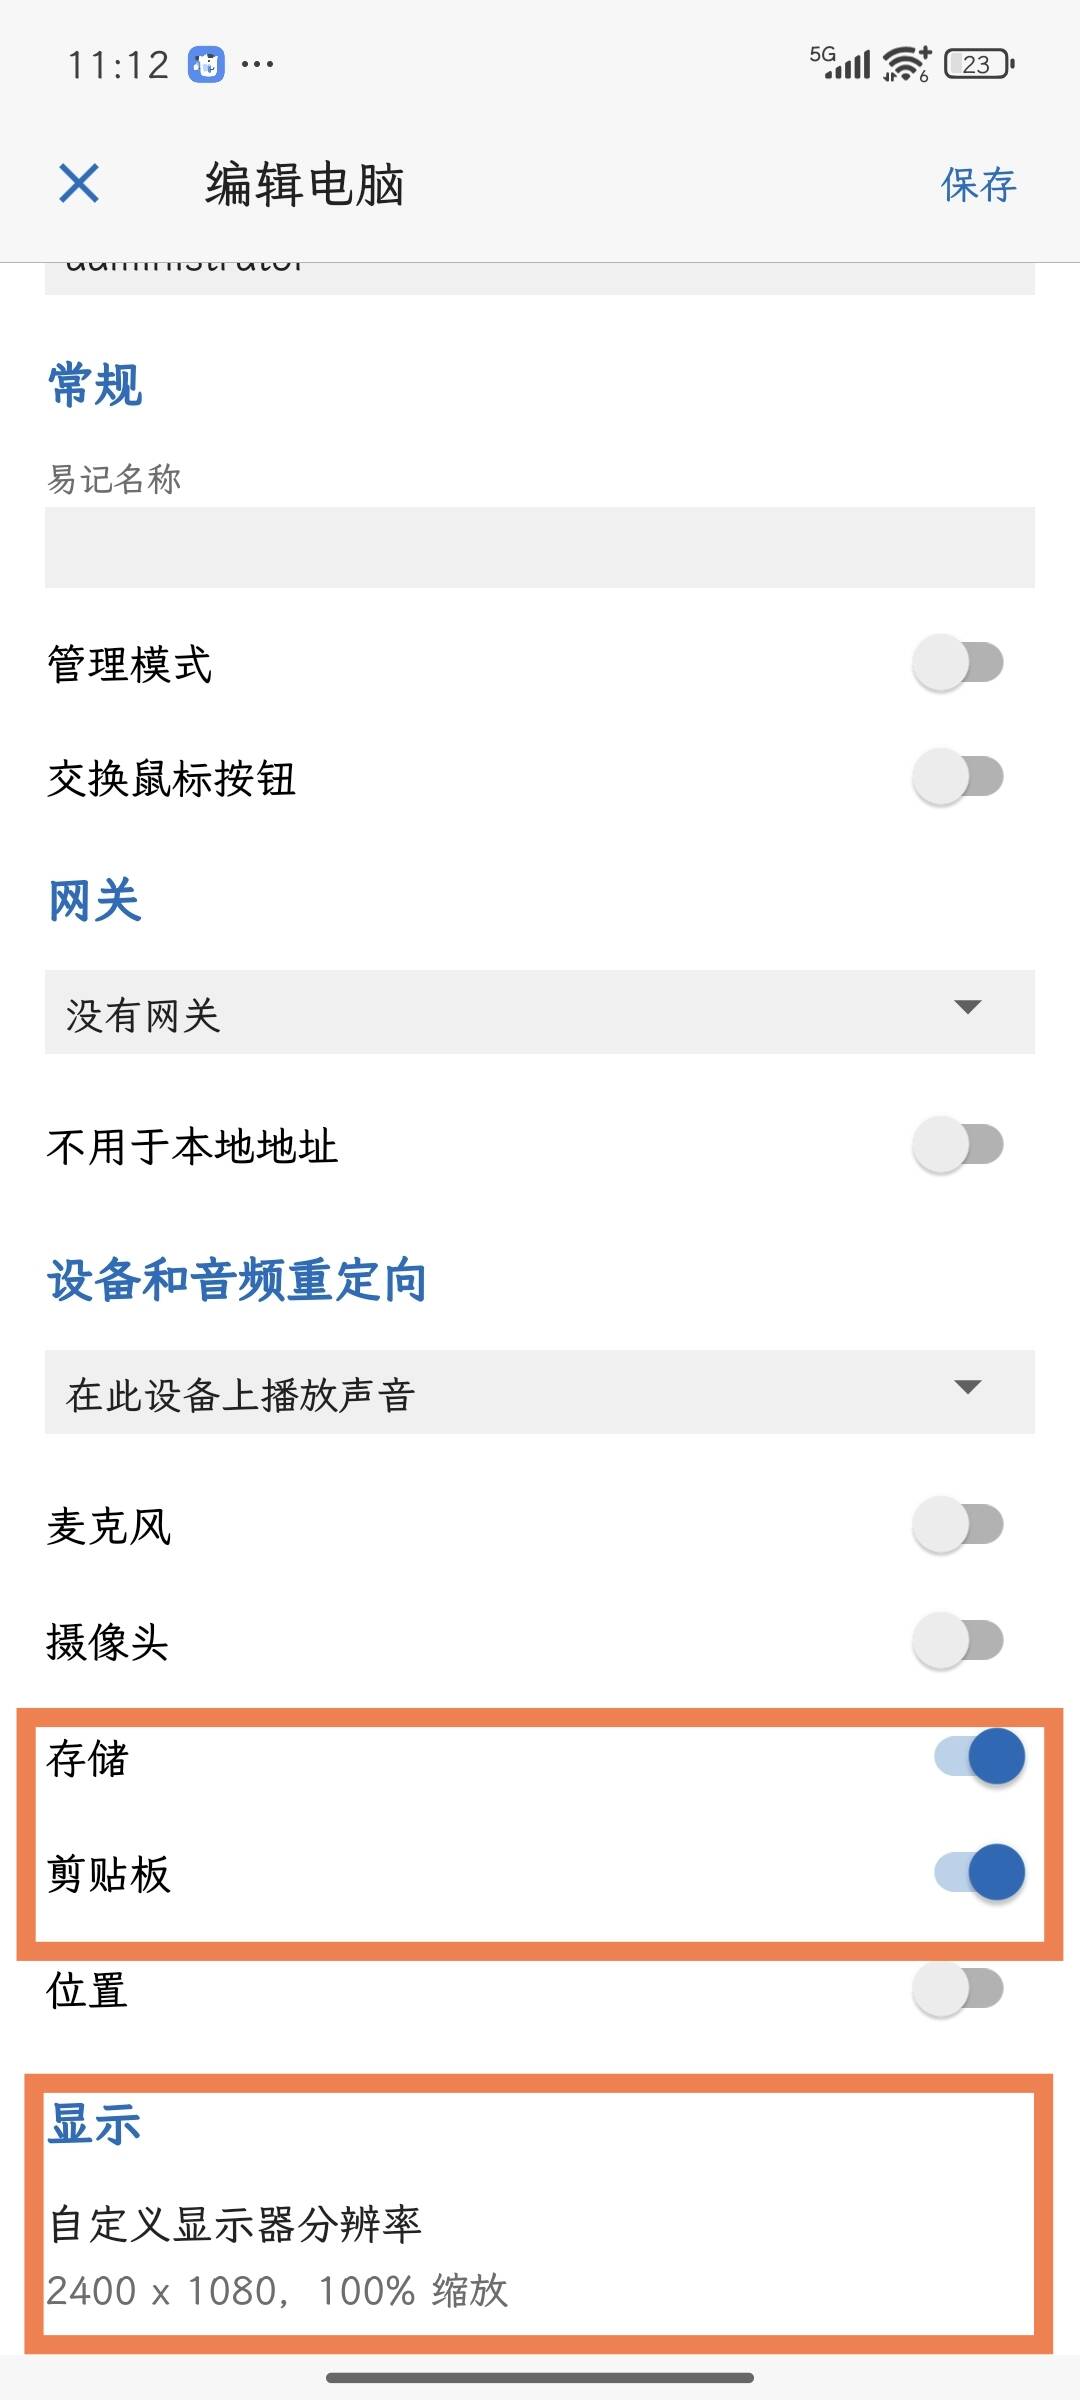 11:12
5G
6
23
编辑电脑
保存
administrator
常规
易记名称
管理模式
交换鼠标按钮
网关
没有网关
不用于本地地址
设备和音频重定向
在此设备上播放声音
麦克风
摄像头
存储
剪贴板
位置
显示
自定义显示器分辨率
2400 x 1080, 100% 缩放